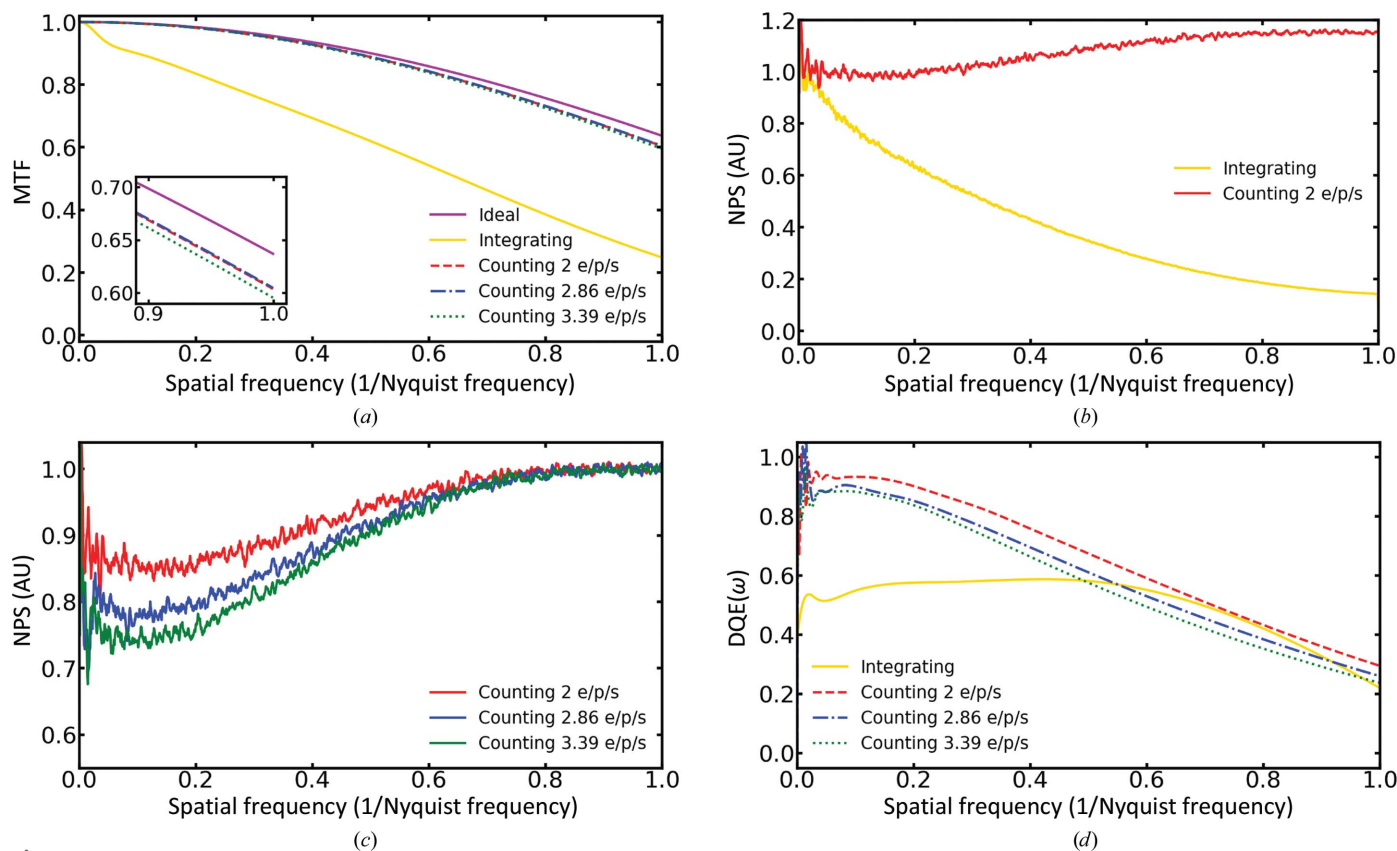 1.0
0.8
0.6
0.4
0.2
0.0
MTF
0.70
0.65
0.60
0.9 1.0
Ideal
Integrating
Counting 2 e/p/s
Counting 2.86 e/p/s
Counting 3.39 e/p/s
0.0 0.2 0.4 0.6 0.8 1.0
Spatial frequency (1/Nyquist frequency)
(a)
1.2
1.0
0.8
0.6
0.4
0.2
0.0
NPS (AU)
Integrating
Counting 2 e/p/s
0.0 0.2 0.4 0.6 0.8 1.0
Spatial frequency (1/Nyquist frequency)
(b)
1.0
0.9
0.8
0.7
0.6
NPS (AU)
Counting 2 e/p/s
Counting 2.86 e/p/s
Counting 3.39 e/p/s
0.0 0.2 0.4 0.6 0.8 1.0
Spatial frequency (1/Nyquist frequency)
(c)
1.0
0.8
0.6
0.4
0.2
0.0
DQE(ω)
Integrating
Counting 2 e/p/s
Counting 2.86 e/p/s
Counting 3.39 e/p/s
0.0 0.2 0.4 0.6 0.8 1.0
Spatial frequency (1/Nyquist frequency)
(d)